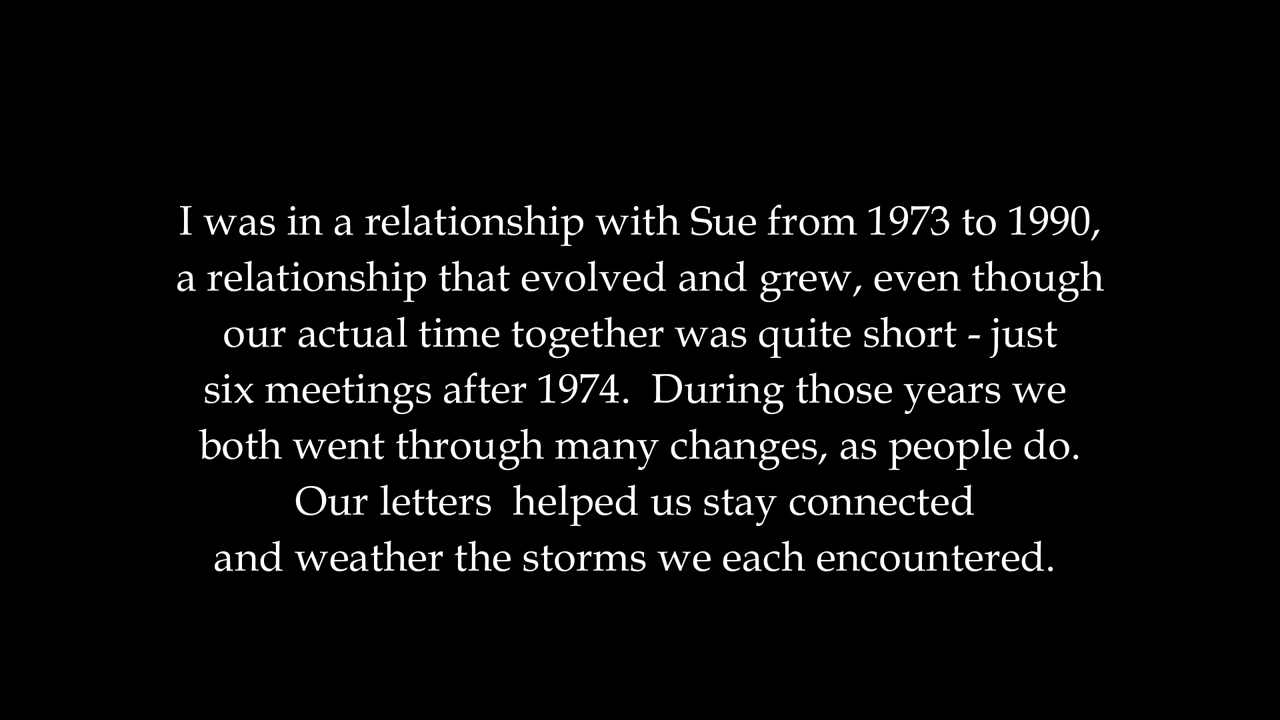 I was in a relationship with Sue from 1973 to 1990,
a relationship that evolved and grew, even though
our actual time together was quite short - just
six meetings after 1974.  During those years we
both went through many changes, as people do.
Our letters  helped us stay connected
and weather the storms we each encountered.